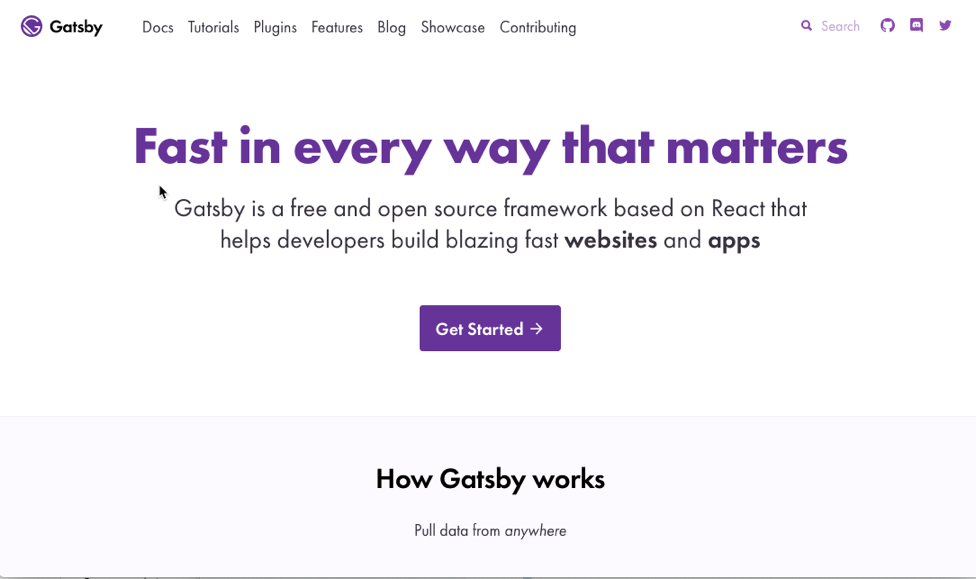 Gatsby Docs Tutorials Plugins Features Blog Showcase Contributing Search
Fast in every way that matters
Gatsby is a free and open source framework based on React that
helps developers build blazing fast websites and apps
Get Started →
How Gatsby works
Pull data from anywhere